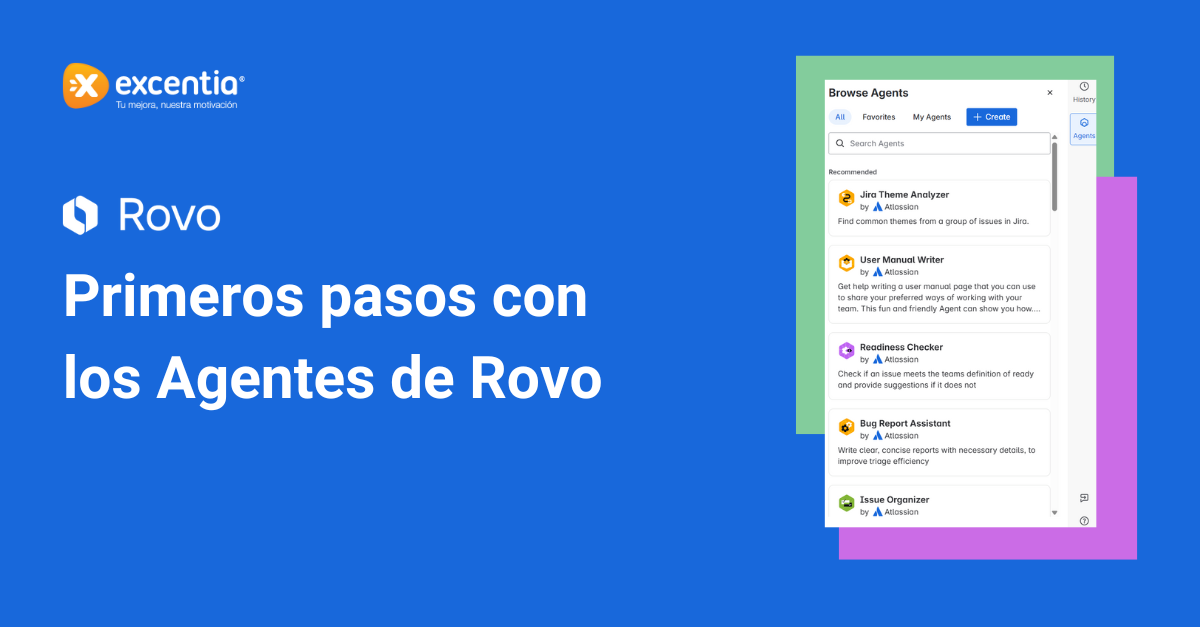 excentia®
Tu mejora, nuestra motivación
Rovo
Primeros pasos con
los Agentes de Rovo
Browse Agents
All Favorites My Agents + Create
Search Agents
Recommended
Jira Theme Analyzer
by Atlassian
Find common themes from a group of issues in Jira.
User Manual Writer
by Atlassian
Get help writing a user manual page that you can use
to share your preferred ways of working with your
team. This fun and friendly Agent can show you how....
Readiness Checker
by Atlassian
Check if an issue meets the teams definition of ready
and provide suggestions if it does not
Bug Report Assistant
by Atlassian
Write clear, concise reports with necessary details, to
improve triage efficiency
Issue Organizer
by Atlassian
History
Agents